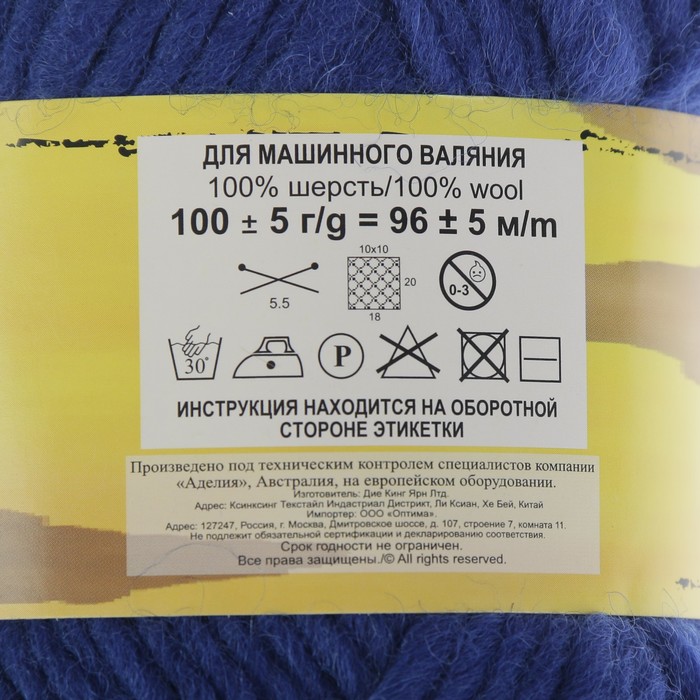 ДЛЯ МАШИННОГО ВАЛЯНИЯ
100% шерсть/100% wool
100 ± 5 г/g = 96 ± 5 м/m
10x10
5.5
20
18
0-3
30°
P
ИНСТРУКЦИЯ НАХОДИТСЯ НА ОБОРОТНОЙ
СТОРОНЕ ЭТИКЕТКИ
Произведено под техническим контролем специалистов компании
«Аделия», Австралия, на европейском оборудовании.
Изготовитель: Дие Кинг Ярн Лтд.
Адрес: Ксинксинг Текстайл Индастриал Дистрикт, Ли Ксиан, Хе Бей, Китай
Импортер: ООО «Оптима».
Адрес: 127247, Россия, г. Москва, Дмитровское шоссе, д. 107, строение 7, комната 11.
Не подлежит обязательной сертификации и декларированию соответствия.
Срок годности не ограничен.
Все права защищены./© All rights reserved.